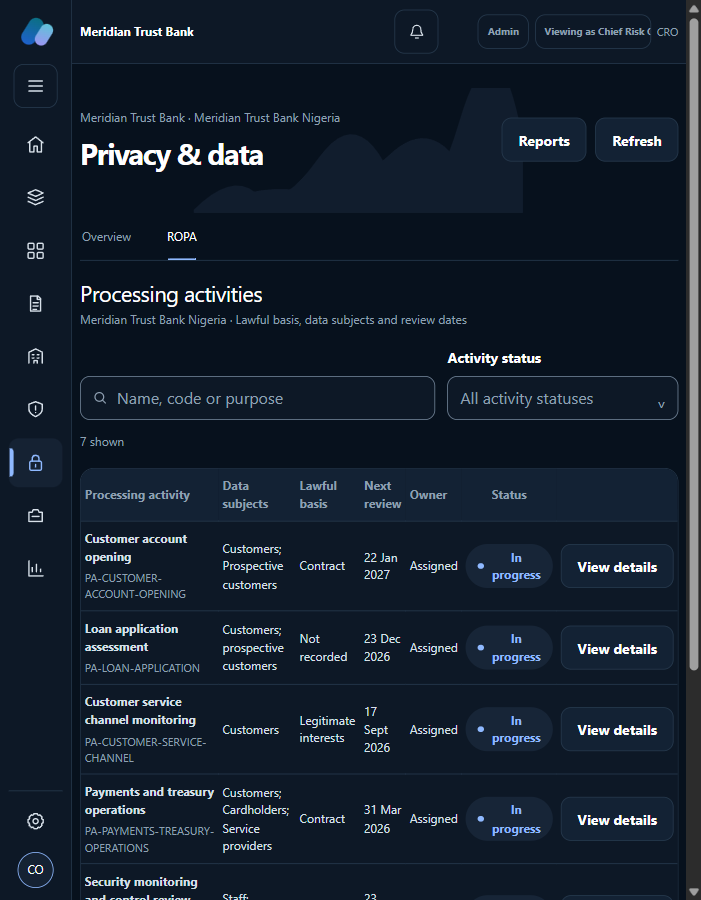 Meridian Trust Bank
Admin
Viewing as Chief Risk
CRO
Meridian Trust Bank · Meridian Trust Bank Nigeria
Privacy & data
Reports
Refresh
Overview
ROPA
Processing activities
Meridian Trust Bank Nigeria · Lawful basis, data subjects and review dates
Activity status
Name, code or purpose
All activity statuses
v
7 shown
Processing activity
Data
subjects
Lawful
basis
Next
review
Owner
Status
Customer account
opening
PA-CUSTOMER-
ACCOUNT-OPENING
Customers;
Prospective
customers
Contract
22 Jan
2027
Assigned
In
progress
View details
Loan application
assessment
PA-LOAN-APPLICATION
Customers;
prospective
customers
Not
recorded
23 Dec
2026
Assigned
In
progress
View details
Customer service
channel monitoring
PA-CUSTOMER-SERVICE-
CHANNEL
Customers
Legitimate
interests
17
Sept
2026
Assigned
In
progress
View details
Payments and treasury
operations
PA-PAYMENTS-TREASURY-
OPERATIONS
Customers;
Cardholders;
Service
providers
Contract
31 Mar
2026
Assigned
In
progress
View details
Security monitoring
and control review
Staff;
23
CO